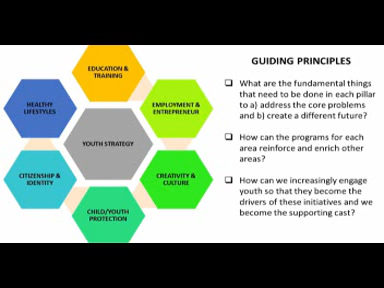 EDUCATION &
TRAINING
HEALTHY
LIFESTYLES
EMPLOYMENT &
ENTREPRENEUR
YOUTH STRATEGY
CITIZENSHIP &
IDENTITY
CREATIVITY &
CULTURE
CHILD/YOUTH
PROTECTION
GUIDING PRINCIPLES
What are the fundamental things
that need to be done in each pillar
to a) address the core problems
and b) create a different future?
How can the programs for each
area reinforce and enrich other
areas?
How can we increasingly engage
youth so that they become the
drivers of these initiatives and we
become the supporting cast?